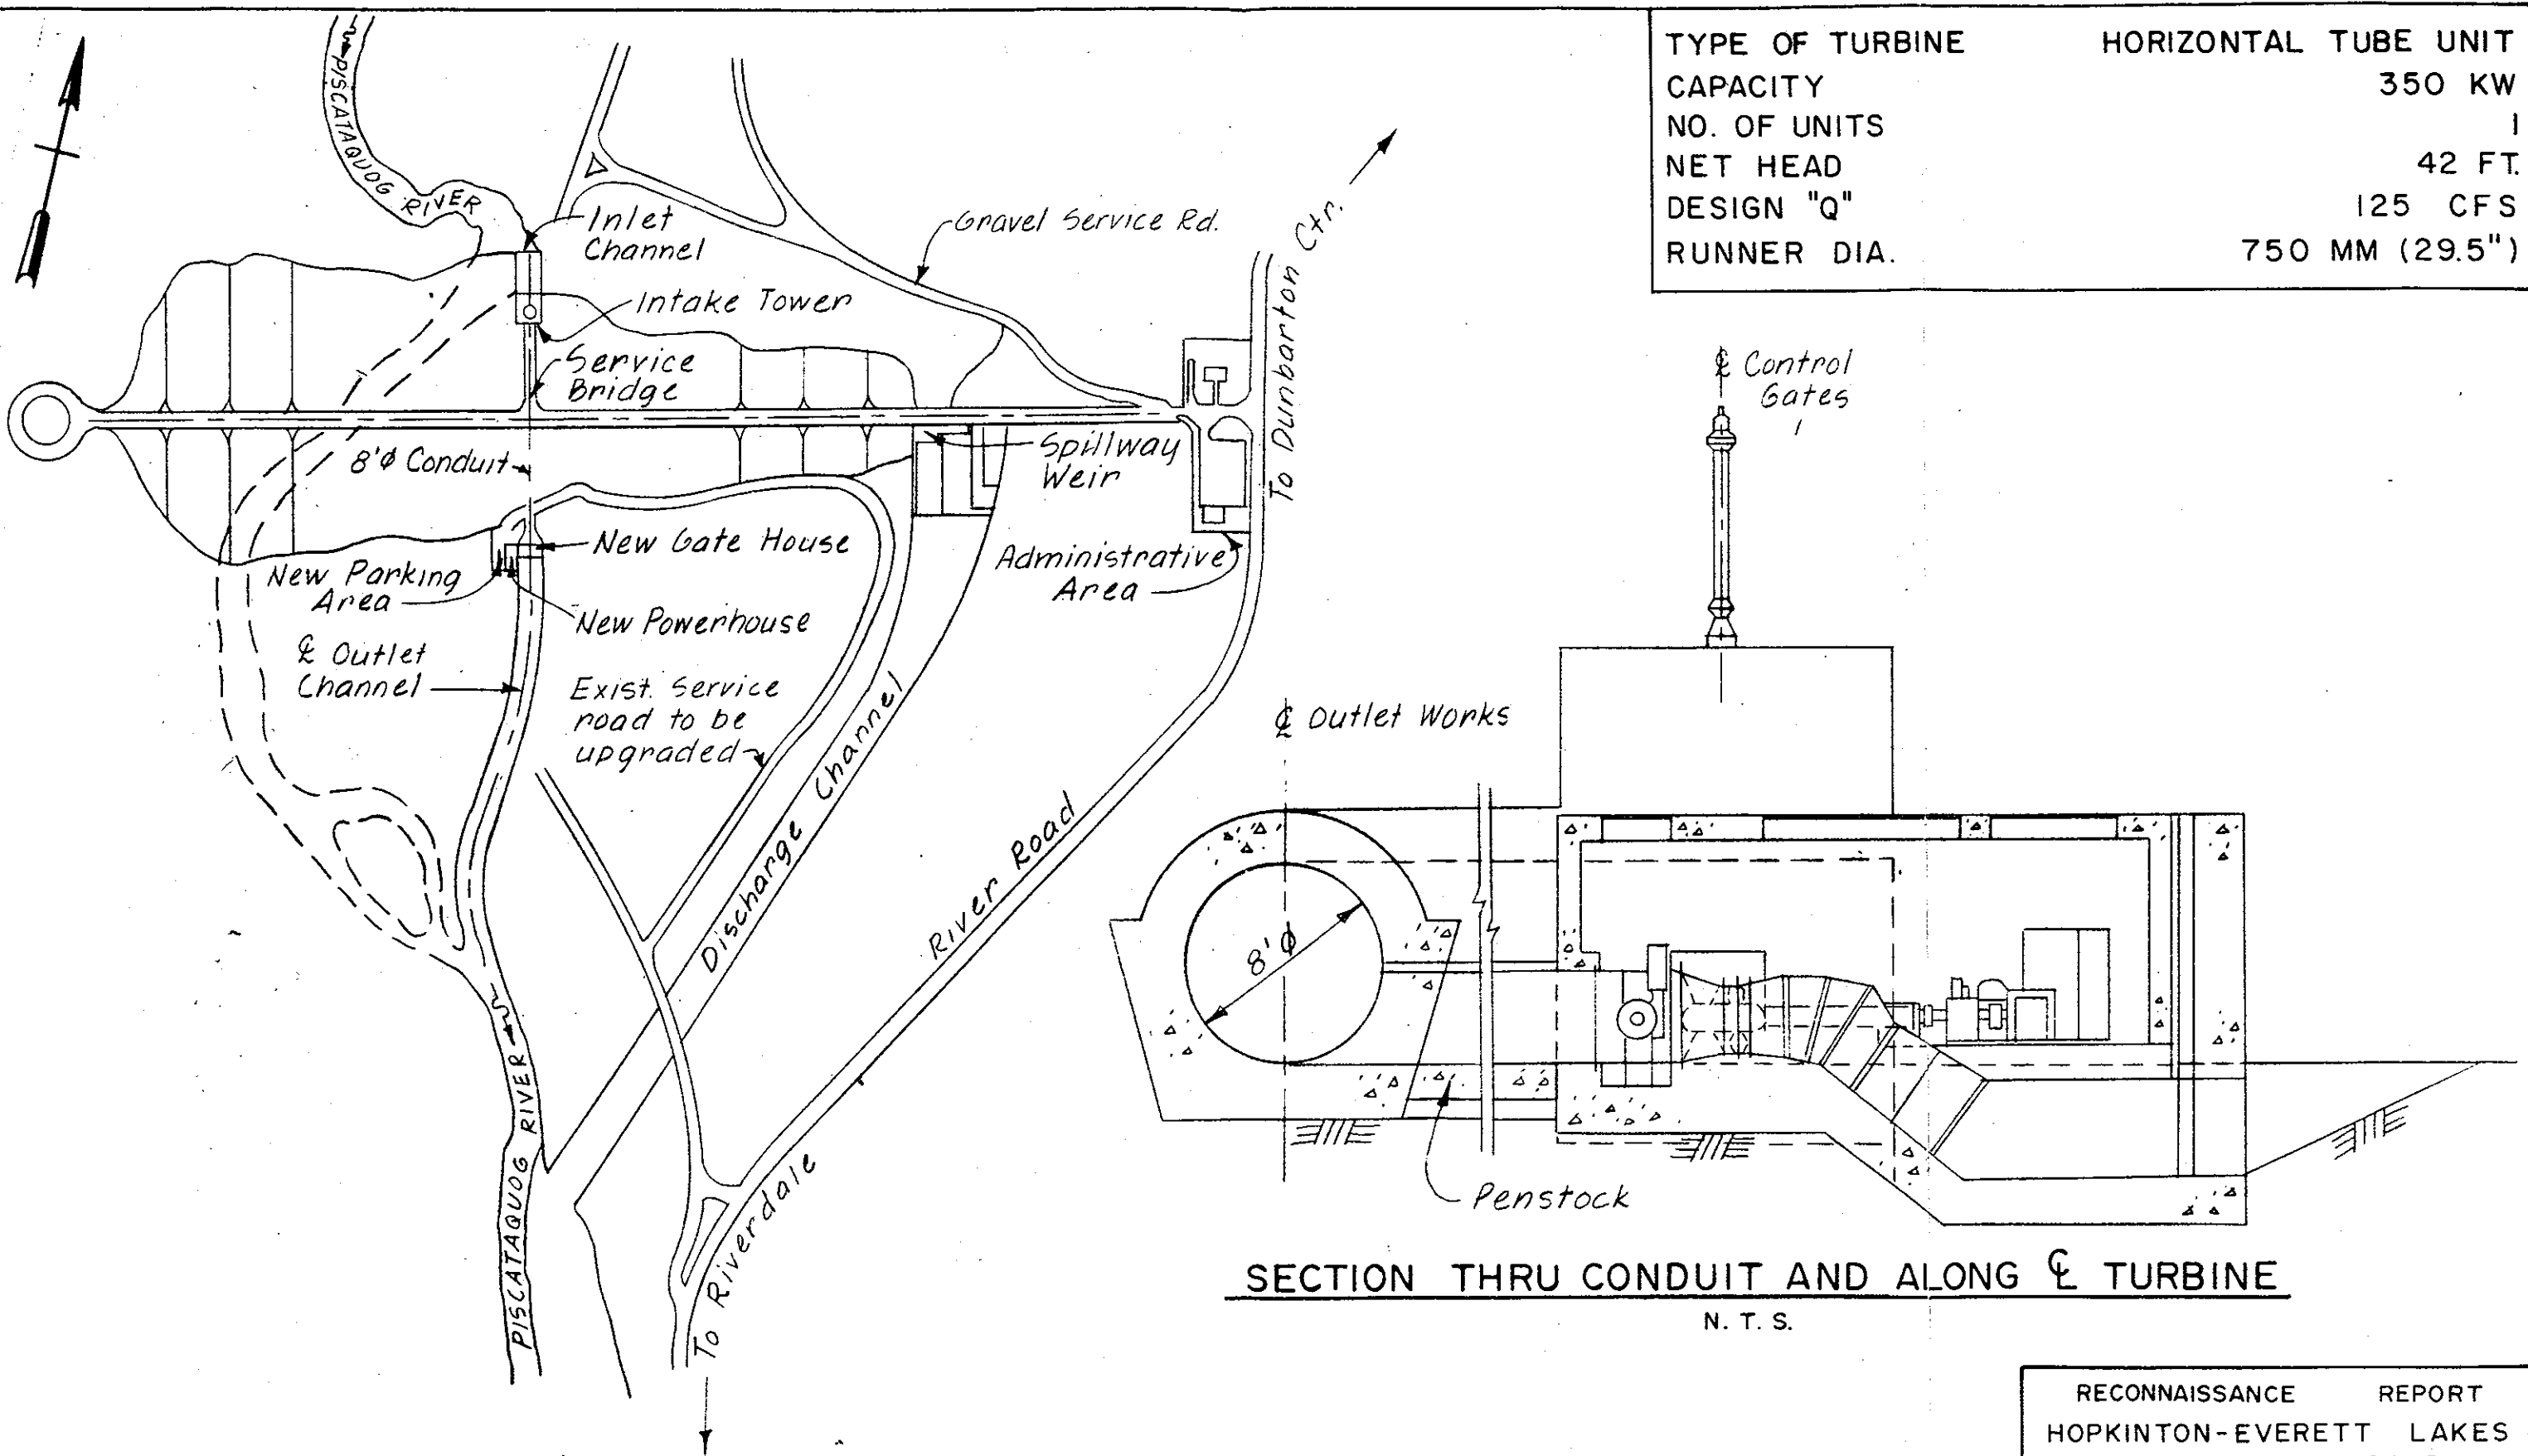 TYPE OF TURBINE HORIZONTAL TUBE UNIT
CAPACITY 350 KW
NO. OF UNITS 1
NET HEAD 42 FT.
DESIGN "Q" 125 CFS
RUNNER DIA. 750 MM (29.5")
PISCATAQUOG RIVER
Inlet
Channel
Gravel Service Rd.
Intake Tower
Service
Bridge
To Dunbarton Ctr.
8'ϕ Conduit
Spillway
Weir
New Gate House
New Parking
Area
Administrative
Area
New Powerhouse
℄ Outlet
Channel
Exist. Service
road to be
upgraded
Discharge Channel
River Road
PISCATAQUOG RIVER
To Riverdale
℄ Control
Gates
℄ Outlet Works
8'ϕ
Penstock
SECTION THRU CONDUIT AND ALONG ℄ TURBINE
N. T. S.
RECONNAISSANCE REPORT
HOPKINTON-EVERETT LAKES